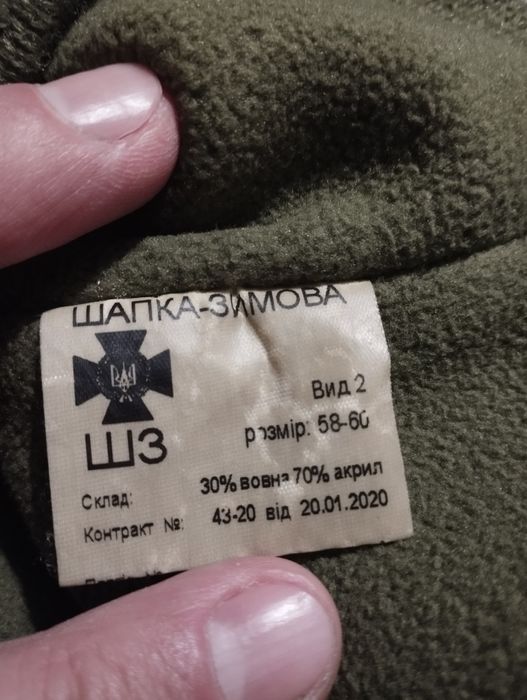 ШАПКА-ЗИМОВА
Вид 2
ШЗ
розмір: 58-60
Склад: 30% вовна 70% акрил
Контракт №: 43-20 від 20.01.2020